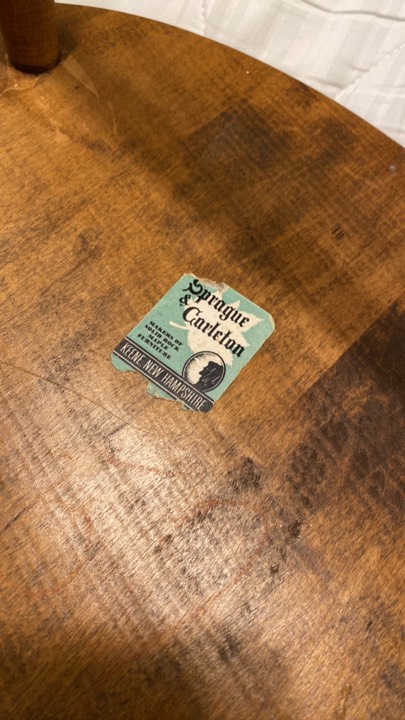 Sprague
& Carleton
MAKERS OF
SOLID ROCK
MAPLE
FURNITURE
KEENE, NEW HAMPSHIRE